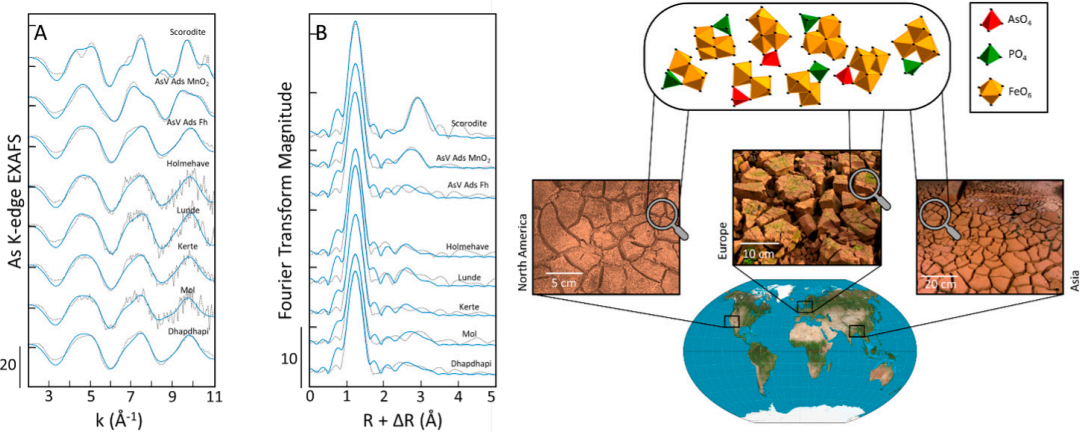 A
As K-edge EXAFS
Scorodite
AsV Ads MnO2
AsV Ads Fh
Holmehave
Lunde
Kerte
Mol
Dhapdhapi
20
3 5 7 9 11
k (Å-1)
B
Fourier Transform Magnitude
Scorodite
AsV Ads MnO2
AsV Ads Fh
Holmehave
Lunde
Kerte
Mol
Dhapdhapi
10
0 1 2 3 4 5
R + ΔR (Å)
AsO4
PO4
FeO6
North America
5 cm
Europe
10 cm
20 cm
Asia